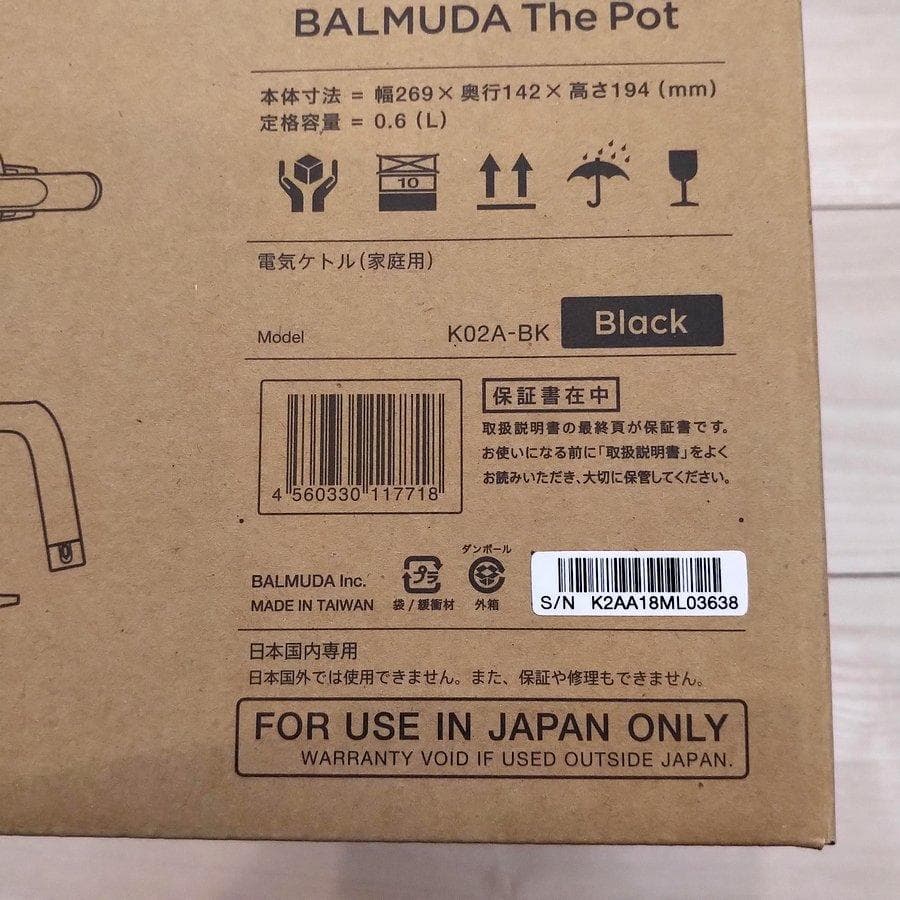 BALMUDA The Pot
本体寸法 = 幅269×奥行142×高さ194 (mm)
定格容量 = 0.6 (L)
10
電気ケトル(家庭用)
Model K02A-BK Black
保証書在中
取扱説明書の最終頁が保証書です。
お使いになる前に「取扱説明書」をよく
お読みいただき、大切に保管してください。
4 560330 117718
ダンボール
プラ
BALMUDA Inc.
MADE IN TAIWAN
袋/緩衝材
外箱
S/N K2AA18ML03638
日本国内専用
日本国外では使用できません。また、保証や修理もできません。
FOR USE IN JAPAN ONLY
WARRANTY VOID IF USED OUTSIDE JAPAN.